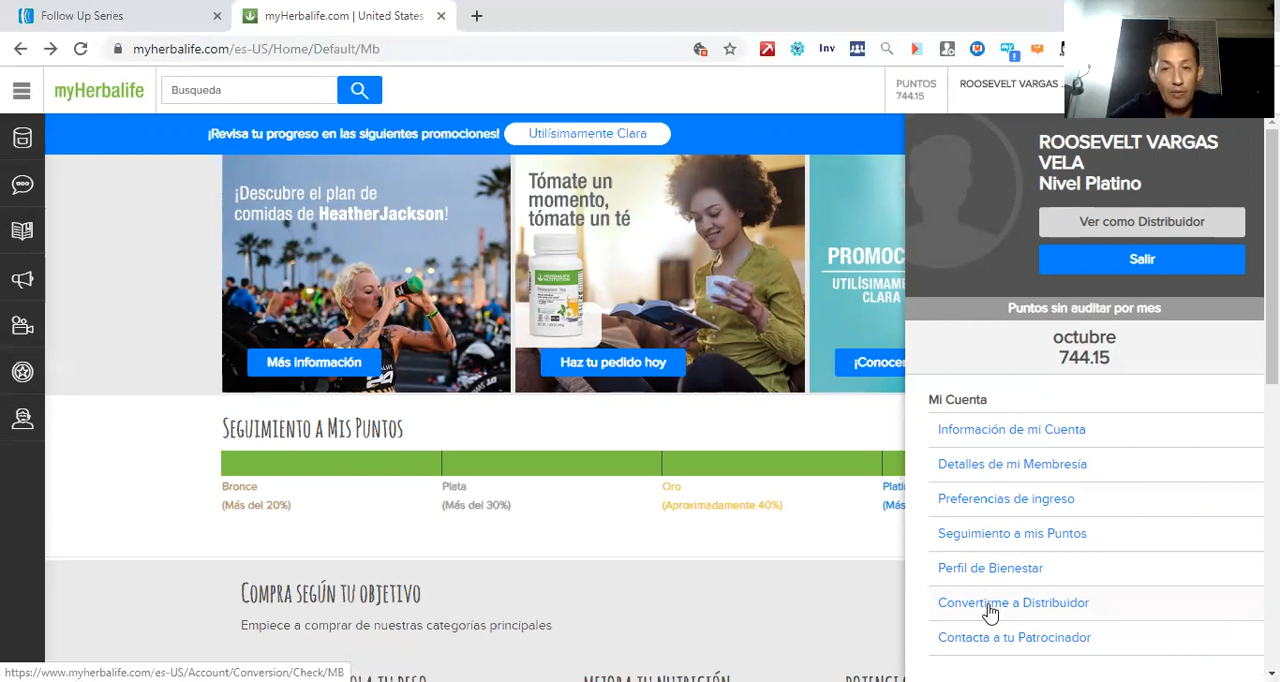 Follow Up Series
myHerbalife.com | United States
myherbalife.com/es-US/Home/Default/Mb
Inv
myHerbalife
Busqueda
PUNTOS
744.15
ROOSEVELT VARGAS ..
¡Revisa tu progreso en las siguientes promociones!
Utilísimamente Clara
¡Descubre el plan de
comidas de HeatherJackson!
Más información
Tómate un
momento,
tómate un té
HERBALIFE
NUTRITION
Haz tu pedido hoy
PROMOC
UTILÍSIMA
CLARA
¡Conocer
ROOSEVELT VARGAS
VELA
Nivel Platino
Ver como Distribuidor
Salir
Puntos sin auditar por mes
octubre
744.15
Mi Cuenta
Información de mi Cuenta
Detalles de mi Membresía
Preferencias de ingreso
Seguimiento a mis Puntos
Perfil de Bienestar
Convertirme a Distribuidor
Contacta a tu Patrocinador
Seguimiento a Mis Puntos
Bronce
(Más del 20%)
Plata
(Más del 30%)
Oro
(Aproximadamente 40%)
Plati
(Más
Compra según tu objetivo
Empiece a comprar de nuestras categorías principales
https://www.myherbalife.com/es-US/Account/Conversion/Check/MB